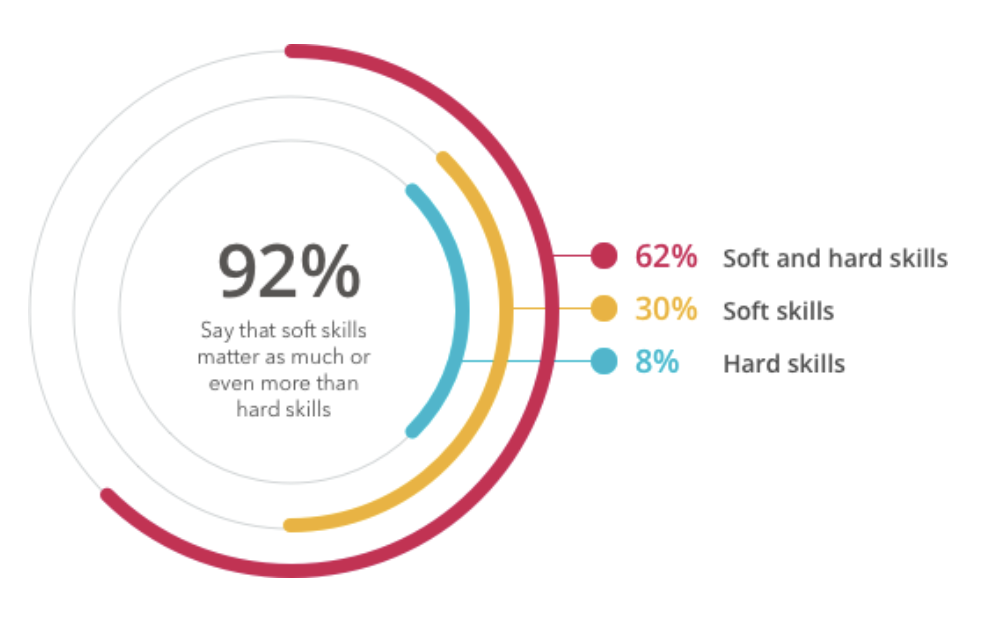 92%
Say that soft skills
matter as much or
even more than
hard skills
62% Soft and hard skills
30% Soft skills
8% Hard skills